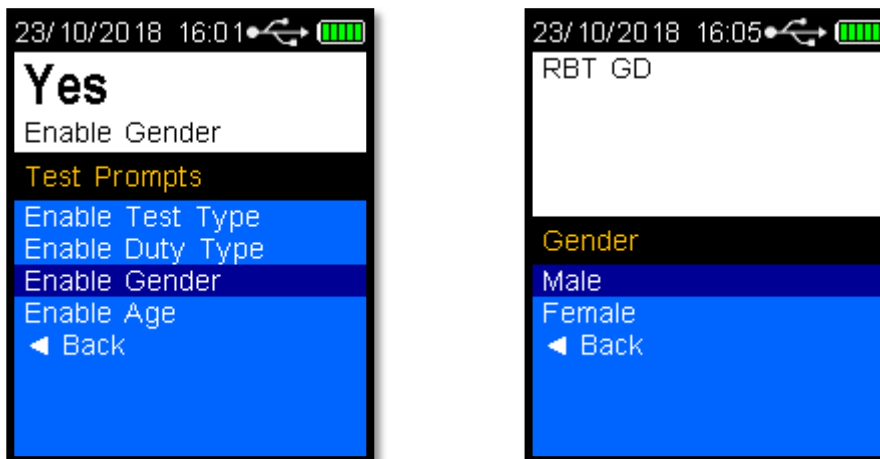 23/10/2018 16:01
Yes
Enable Gender
Test Prompts
Enable Test Type
Enable Duty Type
Enable Gender
Enable Age
◄ Back
23/10/2018 16:05
RBT GD
Gender
Male
Female
◄ Back